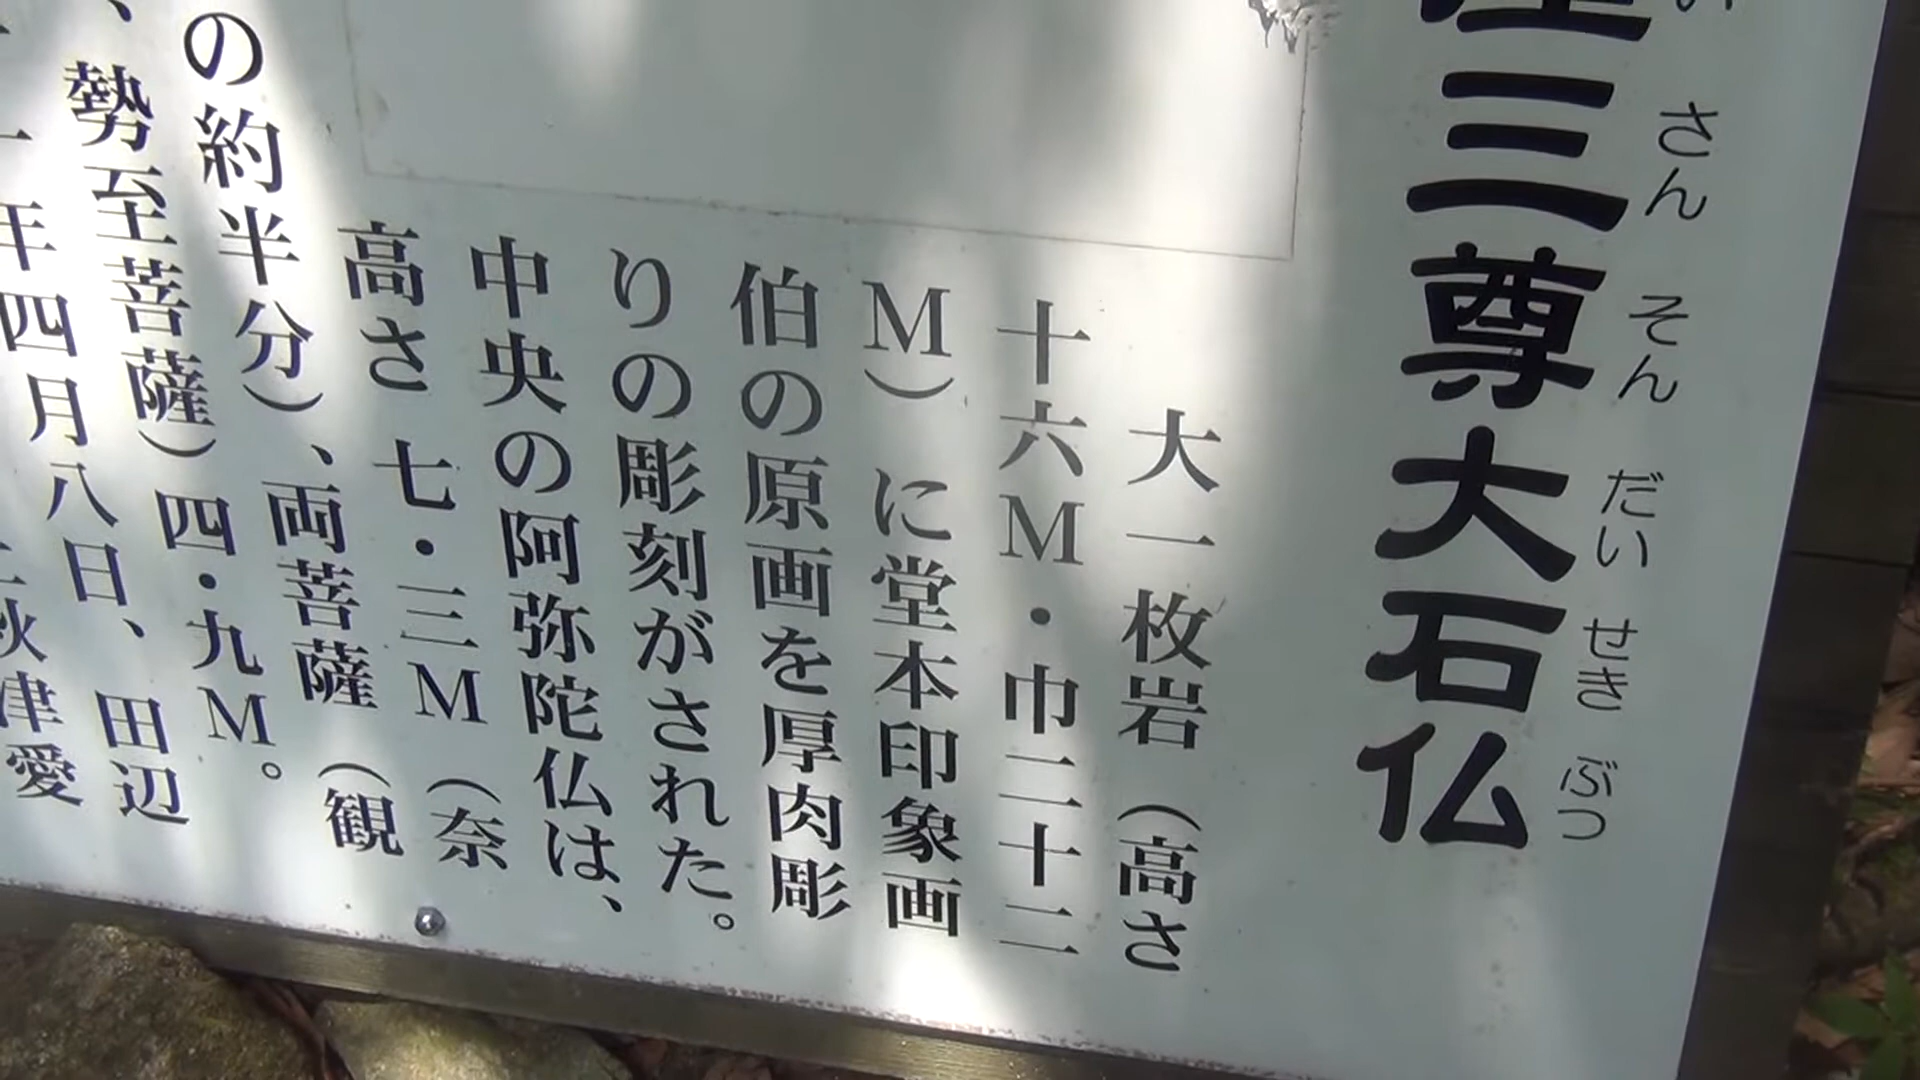 三尊大石仏
さんそんだいせきぶつ
大一枚岩（高さ
十六M・巾二十二
M）に堂本印象画
伯の原画を厚肉彫
りの彫刻がされた。
中央の阿弥陀仏は、
高さ七・三M（奈
の約半分）、両菩薩（観
、勢至菩薩）四・九M。
年四月八日、田辺
秋津愛